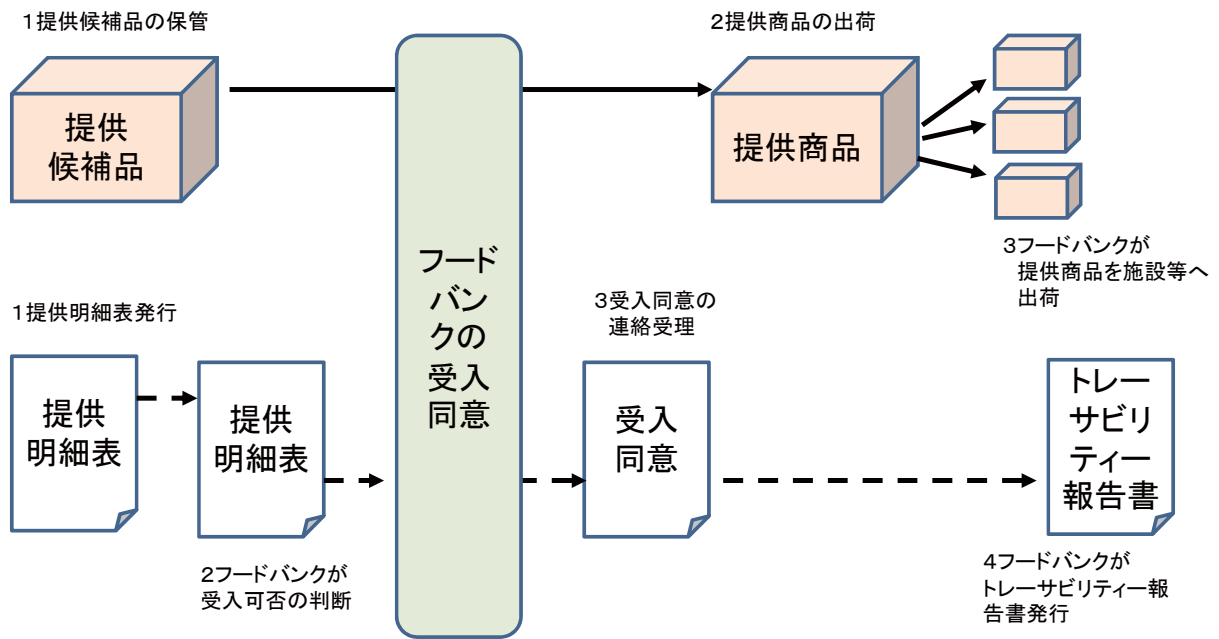 1提供候補品の保管
提供
候補品
2提供商品の出荷
提供商品
3フードバンクが
提供商品を施設等へ
出荷
フード
バン
クの
受入
同意
1提供明細表発行
提供
明細表
提供
明細表
2フードバンクが
受入可否の判断
3受入同意の
連絡受理
受入
同意
トレー
サビリ
ティー
報告書
4フードバンクが
トレーサビリティー報
告書発行